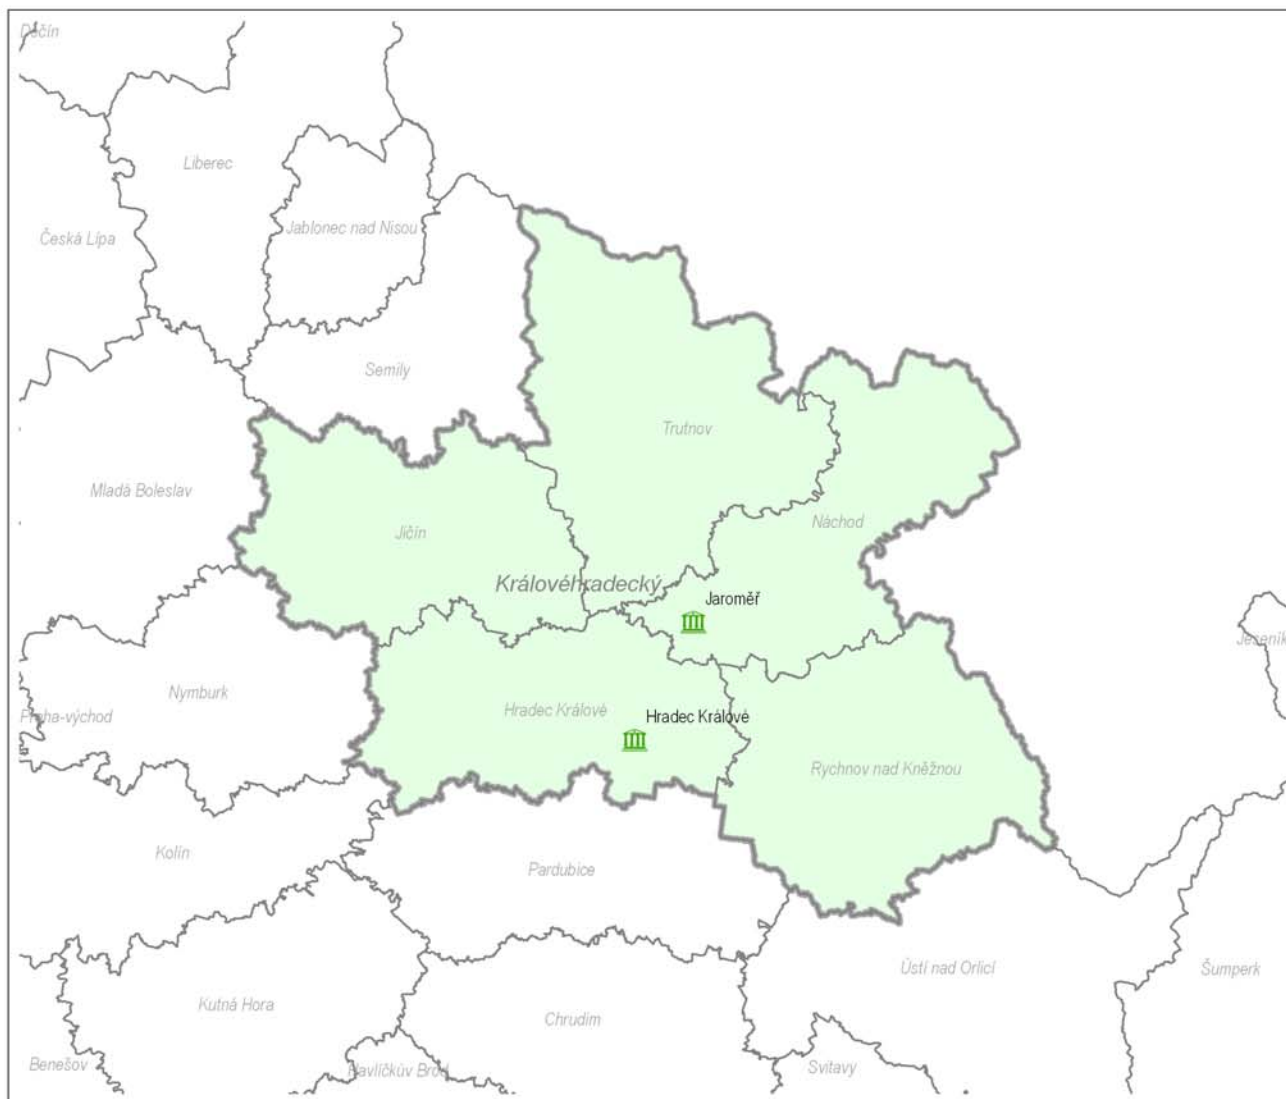 Děčín
Liberec
Jablonec nad Nisou
Česká Lípa
Semily
Trutnov
Mladá Boleslav
Náchod
Jičín
Královéhradecký
Jaroměř
Jeseník
Nymburk
Praha-východ
Hradec Králové
Hradec Králové
Rychnov nad Kněžnou
Kolín
Pardubice
Ústí nad Orlicí
Šumperk
Kutná Hora
Chrudim
Benešov
Havlíčkův Brod
Svitavy